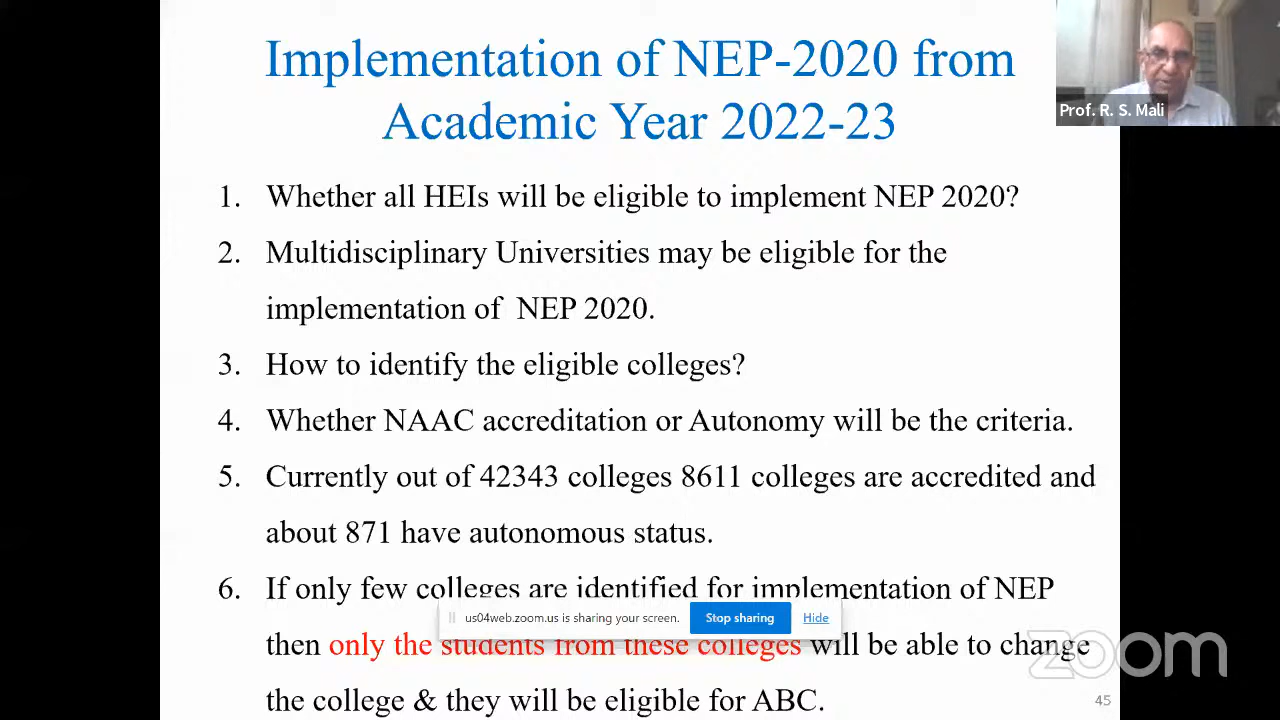 Implementation of NEP-2020 from
Academic Year 2022-23
Prof. R. S. Mali
1. Whether all HEIs will be eligible to implement NEP 2020?
2. Multidisciplinary Universities may be eligible for the
implementation of NEP 2020.
3. How to identify the eligible colleges?
4. Whether NAAC accreditation or Autonomy will be the criteria.
5. Currently out of 42343 colleges 8611 colleges are accredited and
about 871 have autonomous status.
6. If only few colleges are identified for implementation of NEP
us04web.zoom.us is sharing your screen. Stop sharing Hide
then only the students from these colleges will be able to change
zoom
the college & they will be eligible for ABC.
45